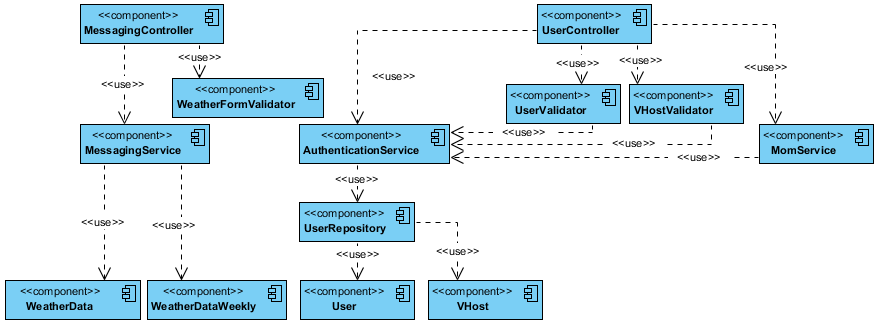 <<component>>
MessagingController
<<component>>
UserController
<<use>>
<<use>>
<<use>>
<<use>>
<<use>>
<<use>>
<<component>>
WeatherFormValidator
<<component>>
UserValidator
<<component>>
VHostValidator
<<component>>
MessagingService
<<component>>
AuthenticationService
<<use>>
<<component>>
MomService
<<use>>
<<use>>
<<component>>
UserRepository
<<use>>
<<use>>
<<use>>
<<use>>
<<component>>
WeatherData
<<component>>
WeatherDataWeekly
<<component>>
User
<<component>>
VHost